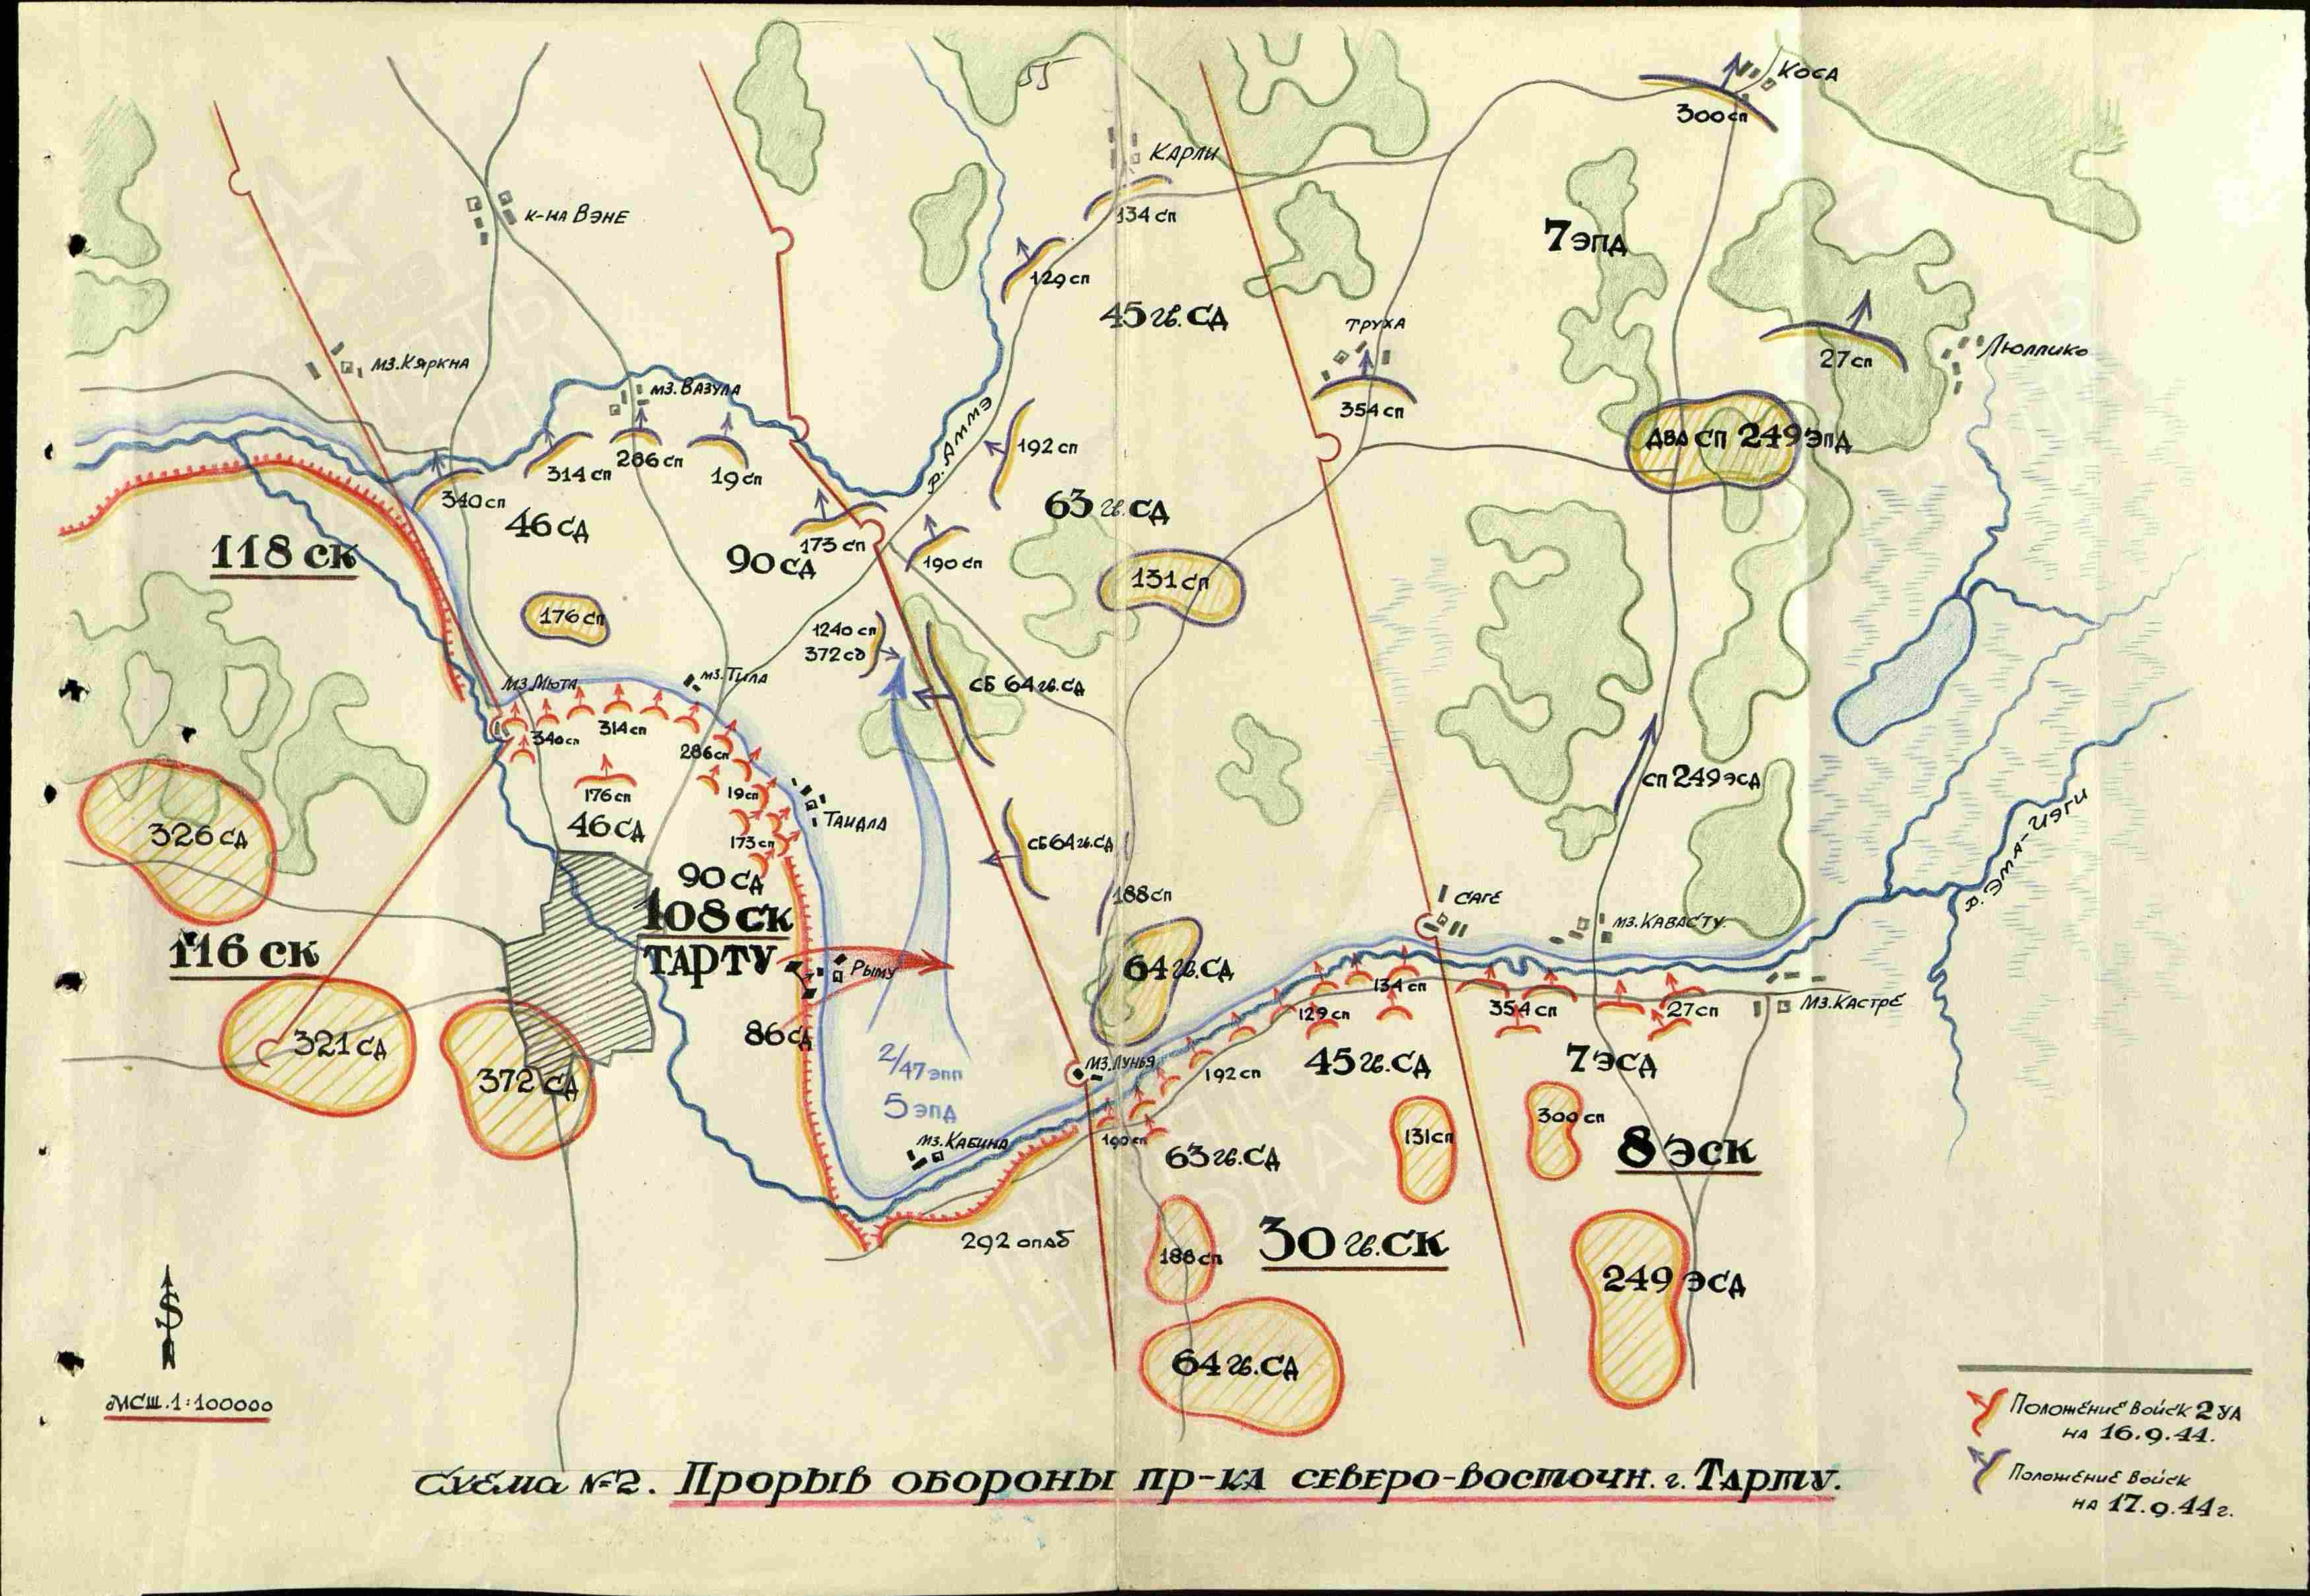 КОСА
300 сп
КАРЛИ
134 сп
К-НА ВЭНЕ
7 ЭПД
129 сп
45 гв. СД
ТРУХА
27 сп
Люллико
мз. Кяркна
мз. ВАЗУЛА
354 сп
р. АММЭ
192 сп
ДВА СП 249 ЭПД
314 сп
286 сп
19 сп
340 сп
46 СД
63 гв. СД
118 СК
173 сп
90 СД
190 сп
131 сп
176 сп
1240 сп
372 сд
мз. Мюта
мз. Тила
СБ 64 гв. СД
340 сп
314 сп
286 сп
176 сп
19 сп
СП 249 ЭСД
326 СД
46 СД
ТАИДЛА
173 сп
СБ 64 гв. СД
р. Эма-Иэги
90 СД
188 сп
САГЕ
108 СК
ТАРТУ
116 СК
мз. КАВАСТУ
Рыму
64 гв. СД
134 сп
354 сп
27 сп
мз. КАСТРЕ
129 сп
321 СД
86 СД
2/47 эпп
5 ЭПД
мз. ЛУНЬЯ
192 сп
45 гв. СД
7 ЭСД
372 СД
мз. КАБИНА
190 сп
63 гв. СД
131 сп
300 сп
8 ЭСК
292 опаб
188 сп
30 гв. СК
249 ЭСД
64 гв. СД
МСШ. 1:100000
Положение войск 2 УА
на 16.9.44.
Положение войск
на 17.9.44 г.
Схема №2. Прорыв обороны пр-ка северо-восточн. г. Тарту.